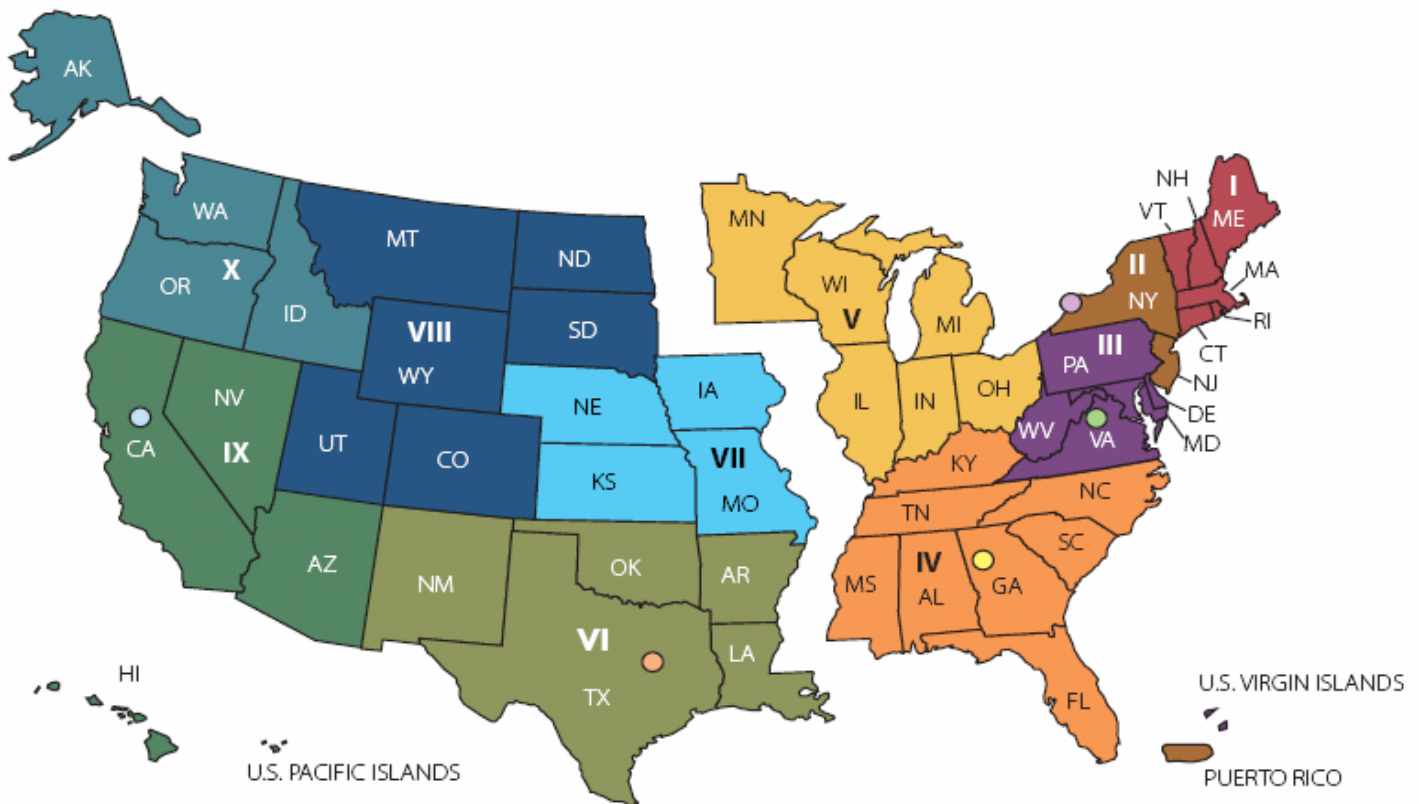 AK
NH
I
VT
ME
WA
MT
MN
ND
II
MA
OR
X
WI
NY
ID
V
MI
RI
VIII
SD
III
CT
WY
PA
NJ
NV
NE
IA
IL
IN
OH
DE
CA
UT
CO
IX
VII
WV
VA
MD
KS
KY
MO
NC
TN
AZ
NM
OK
AR
MS
IV
AL
GA
SC
VI
TX
LA
FL
HI
U.S. VIRGIN ISLANDS
U.S. PACIFIC ISLANDS
PUERTO RICO